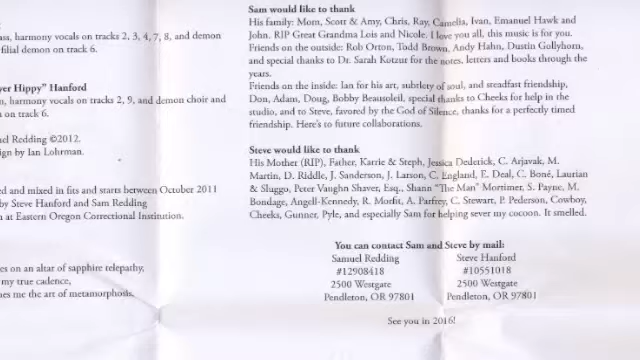 ass, harmony vocals on tracks 2, 3, 4, 7, 8, and demon
filial demon on track 6.
yer Hippy" Hanford
s, harmony vocals on tracks 2, 9, and demon choir and
on track 6.
uel Redding ©2012.
sign by Ian Lohrman.
ed and mixed in fits and starts between October 2011
by Steve Hanford and Sam Redding
n at Eastern Oregon Correctional Institution.
es on an altar of sapphire telepathy,
my true cadence,
es me the art of metamorphosis.
Sam would like to thank
His family: Mom, Scott & Amy, Chris, Ray, Camelia, Ivan, Emanuel Hawk and
John. RIP Great Grandma Lois and Nicole. I love you all, this music is for you.
Friends on the outside: Rob Orton, Todd Brown, Andy Hahn, Dustin Gollyhorn,
and special thanks to Dr. Sarah Kotzur for the notes, letters and books through the
years.
Friends on the inside: Ian for his art, subtlety of soul, and steadfast friendship,
Don, Adam, Doug, Bobby Beausoleil, special thanks to Cheeks for help in the
studio, and to Steve, favored by the God of Silence, thanks for a perfectly timed
friendship. Here's to future collaborations.
Steve would like to thank
His Mother (RIP), Father, Karrie & Steph, Jessica Dederick, C. Arjavak, M.
Martin, D. Riddle, J. Sanderson, J. Larson, C. England, E. Deal, C. Boné, Laurian
& Sluggo, Peter Vaughn Shaver, Esq., Shann "The Man" Mortimer, S. Payne, M.
Bondage, Angell-Kennedy, R. Morfit, A. Parfrey, C. Stewart, P. Pederson, Cowboy,
Cheeks, Gunner, Pyle, and especially Sam for helping sever my cocoon. It smelled.
You can contact Sam and Steve by mail:
Samuel Redding
#12908418
2500 Westgate
Pendleton, OR 97801
Steve Hanford
#10551018
2500 Westgate
Pendleton, OR 97801
See you in 2016!